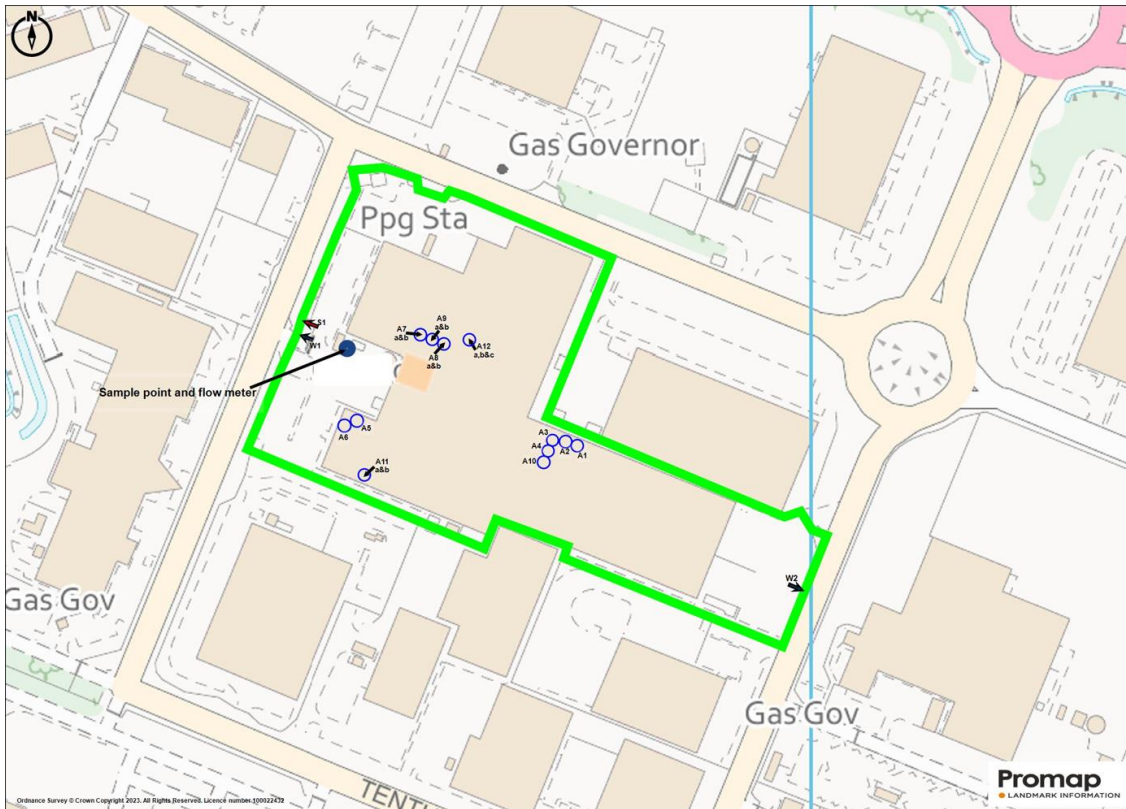 N
Gas Governor
Ppg Sta
S1
W1
A9
a&b
A7
a&b
A12
a,b&c
A8
a&b
Sample point and flow meter
A5
A6
A3
A2
A1
A4
A10
A11
a&b
W2
Gas Gov
Gas Gov
TENTH
Promap
LANDMARK INFORMATION
Ordnance Survey © Crown Copyright 2023. All Rights Reserved. Licence number 100022432